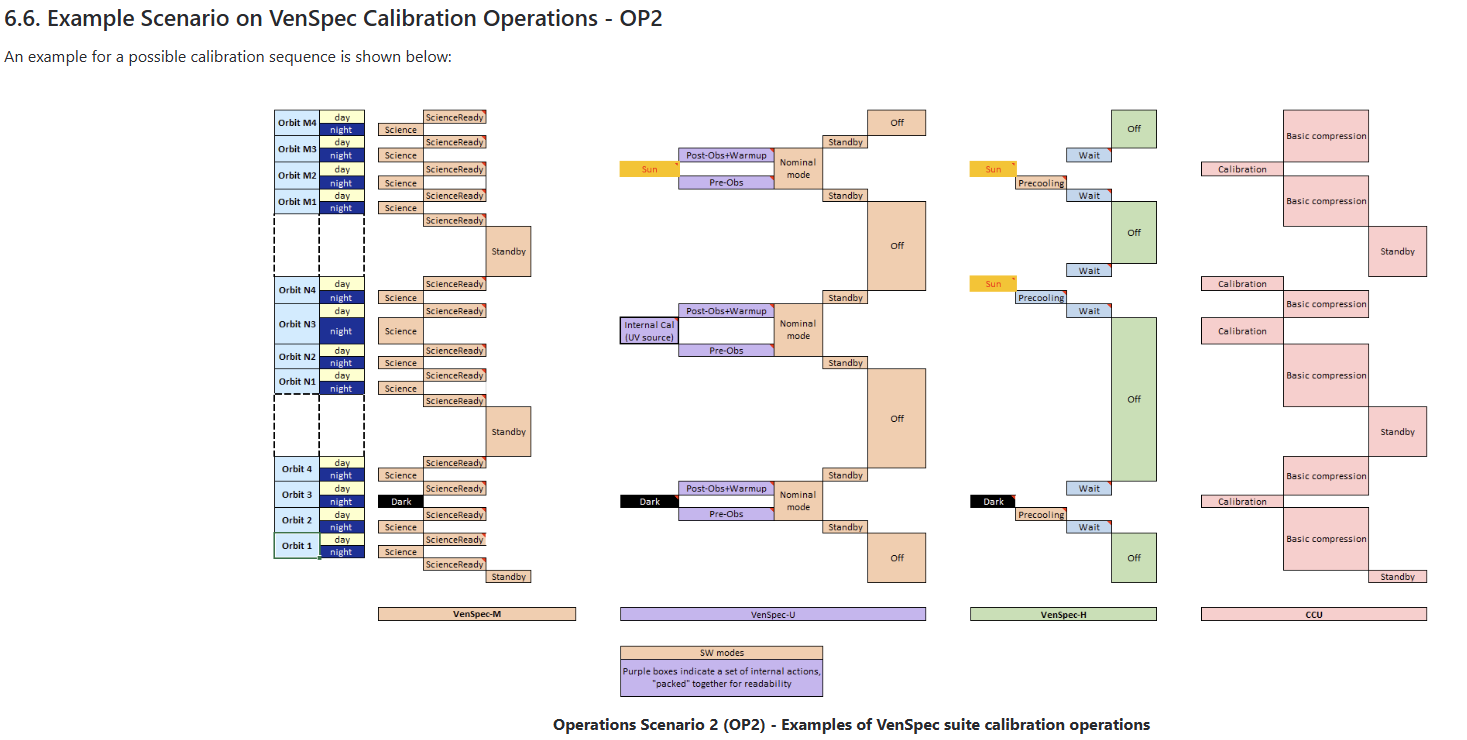 6.6. Example Scenario on VenSpec Calibration Operations - OP2
An example for a possible calibration sequence is shown below:
Orbit M4 day ScienceReady Off Off Basic compression
night Science
Orbit M3 day ScienceReady Standby
night Science Post-Obs+Warmup Nominal mode Wait
Orbit M2 day ScienceReady Sun Sun Calibration
night Science Pre-Obs Precooling Basic compression
Orbit M1 day ScienceReady Standby Wait
night Science Off Off
ScienceReady
Standby Standby
Wait
Orbit N4 day ScienceReady Sun Calibration
night Science Standby Precooling Basic compression
Orbit N3 day ScienceReady Post-Obs+Warmup Nominal mode Wait
night Science Internal Cal (UV source) Off Calibration
Orbit N2 day ScienceReady Pre-Obs Basic compression
night Science Standby
Orbit N1 day ScienceReady Off
night Science
ScienceReady
Standby Standby
Orbit 4 day ScienceReady Basic compression
night Science Standby
Orbit 3 day ScienceReady Post-Obs+Warmup Nominal mode Wait
night Dark Dark Dark Calibration
Orbit 2 day ScienceReady Pre-Obs Precooling Basic compression
night Science Standby Wait
Orbit 1 day ScienceReady Off Off
night Science
ScienceReady
Standby Standby
VenSpec-M VenSpec-U VenSpec-H CCU
SW modes
Purple boxes indicate a set of internal actions,
"packed" together for readability
Operations Scenario 2 (OP2) - Examples of VenSpec suite calibration operations